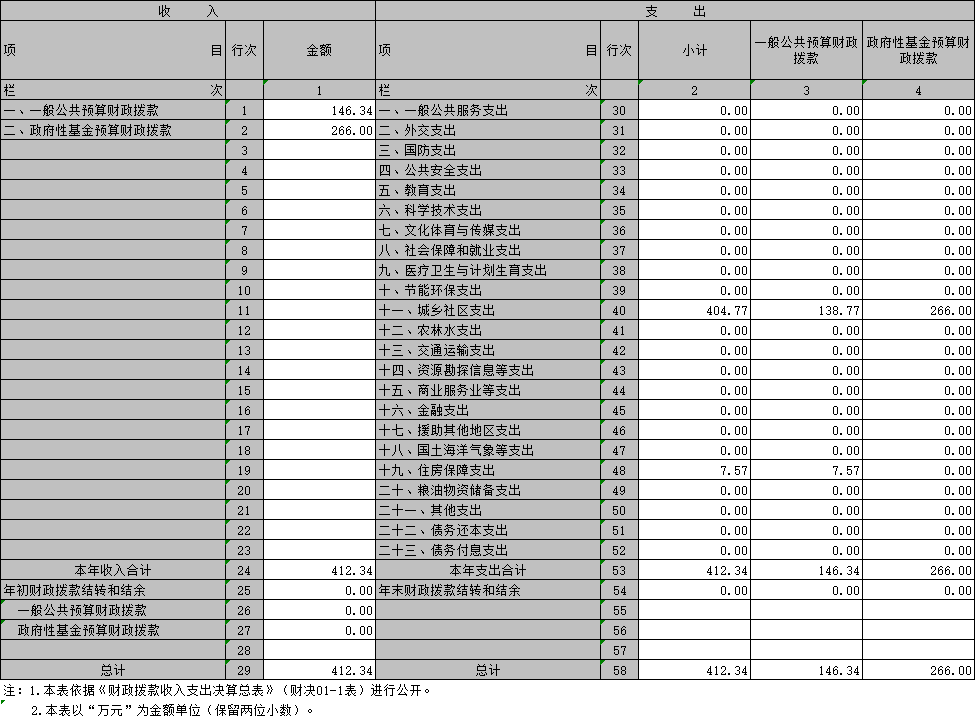 收 入 支 出
项 目 行次 金额 项 目 行次 小计 一般公共预算财政拨款 政府性基金预算财政拨款
栏 次 1 栏 次 2 3 4
一、一般公共预算财政拨款 1 146.34 一、一般公共服务支出 30 0.00 0.00 0.00
二、政府性基金预算财政拨款 2 266.00 二、外交支出 31 0.00 0.00 0.00
3 三、国防支出 32 0.00 0.00 0.00
4 四、公共安全支出 33 0.00 0.00 0.00
5 五、教育支出 34 0.00 0.00 0.00
6 六、科学技术支出 35 0.00 0.00 0.00
7 七、文化体育与传媒支出 36 0.00 0.00 0.00
8 八、社会保障和就业支出 37 0.00 0.00 0.00
9 九、医疗卫生与计划生育支出 38 0.00 0.00 0.00
10 十、节能环保支出 39 0.00 0.00 0.00
11 十一、城乡社区支出 40 404.77 138.77 266.00
12 十二、农林水支出 41 0.00 0.00 0.00
13 十三、交通运输支出 42 0.00 0.00 0.00
14 十四、资源勘探信息等支出 43 0.00 0.00 0.00
15 十五、商业服务业等支出 44 0.00 0.00 0.00
16 十六、金融支出 45 0.00 0.00 0.00
17 十七、援助其他地区支出 46 0.00 0.00 0.00
18 十八、国土海洋气象等支出 47 0.00 0.00 0.00
19 十九、住房保障支出 48 7.57 7.57 0.00
20 二十、粮油物资储备支出 49 0.00 0.00 0.00
21 二十一、其他支出 50 0.00 0.00 0.00
22 二十二、债务还本支出 51 0.00 0.00 0.00
23 二十三、债务付息支出 52 0.00 0.00 0.00
本年收入合计 24 412.34 本年支出合计 53 412.34 146.34 266.00
年初财政拨款结转和结余 25 0.00 年末财政拨款结转和结余 54 0.00 0.00 0.00
一般公共预算财政拨款 26 0.00 55
政府性基金预算财政拨款 27 0.00 56
28 57
总计 29 412.34 总计 58 412.34 146.34 266.00
注：1.本表依据《财政拨款收入支出决算总表》（财决01-1表）进行公开。
2.本表以“万元”为金额单位（保留两位小数）。